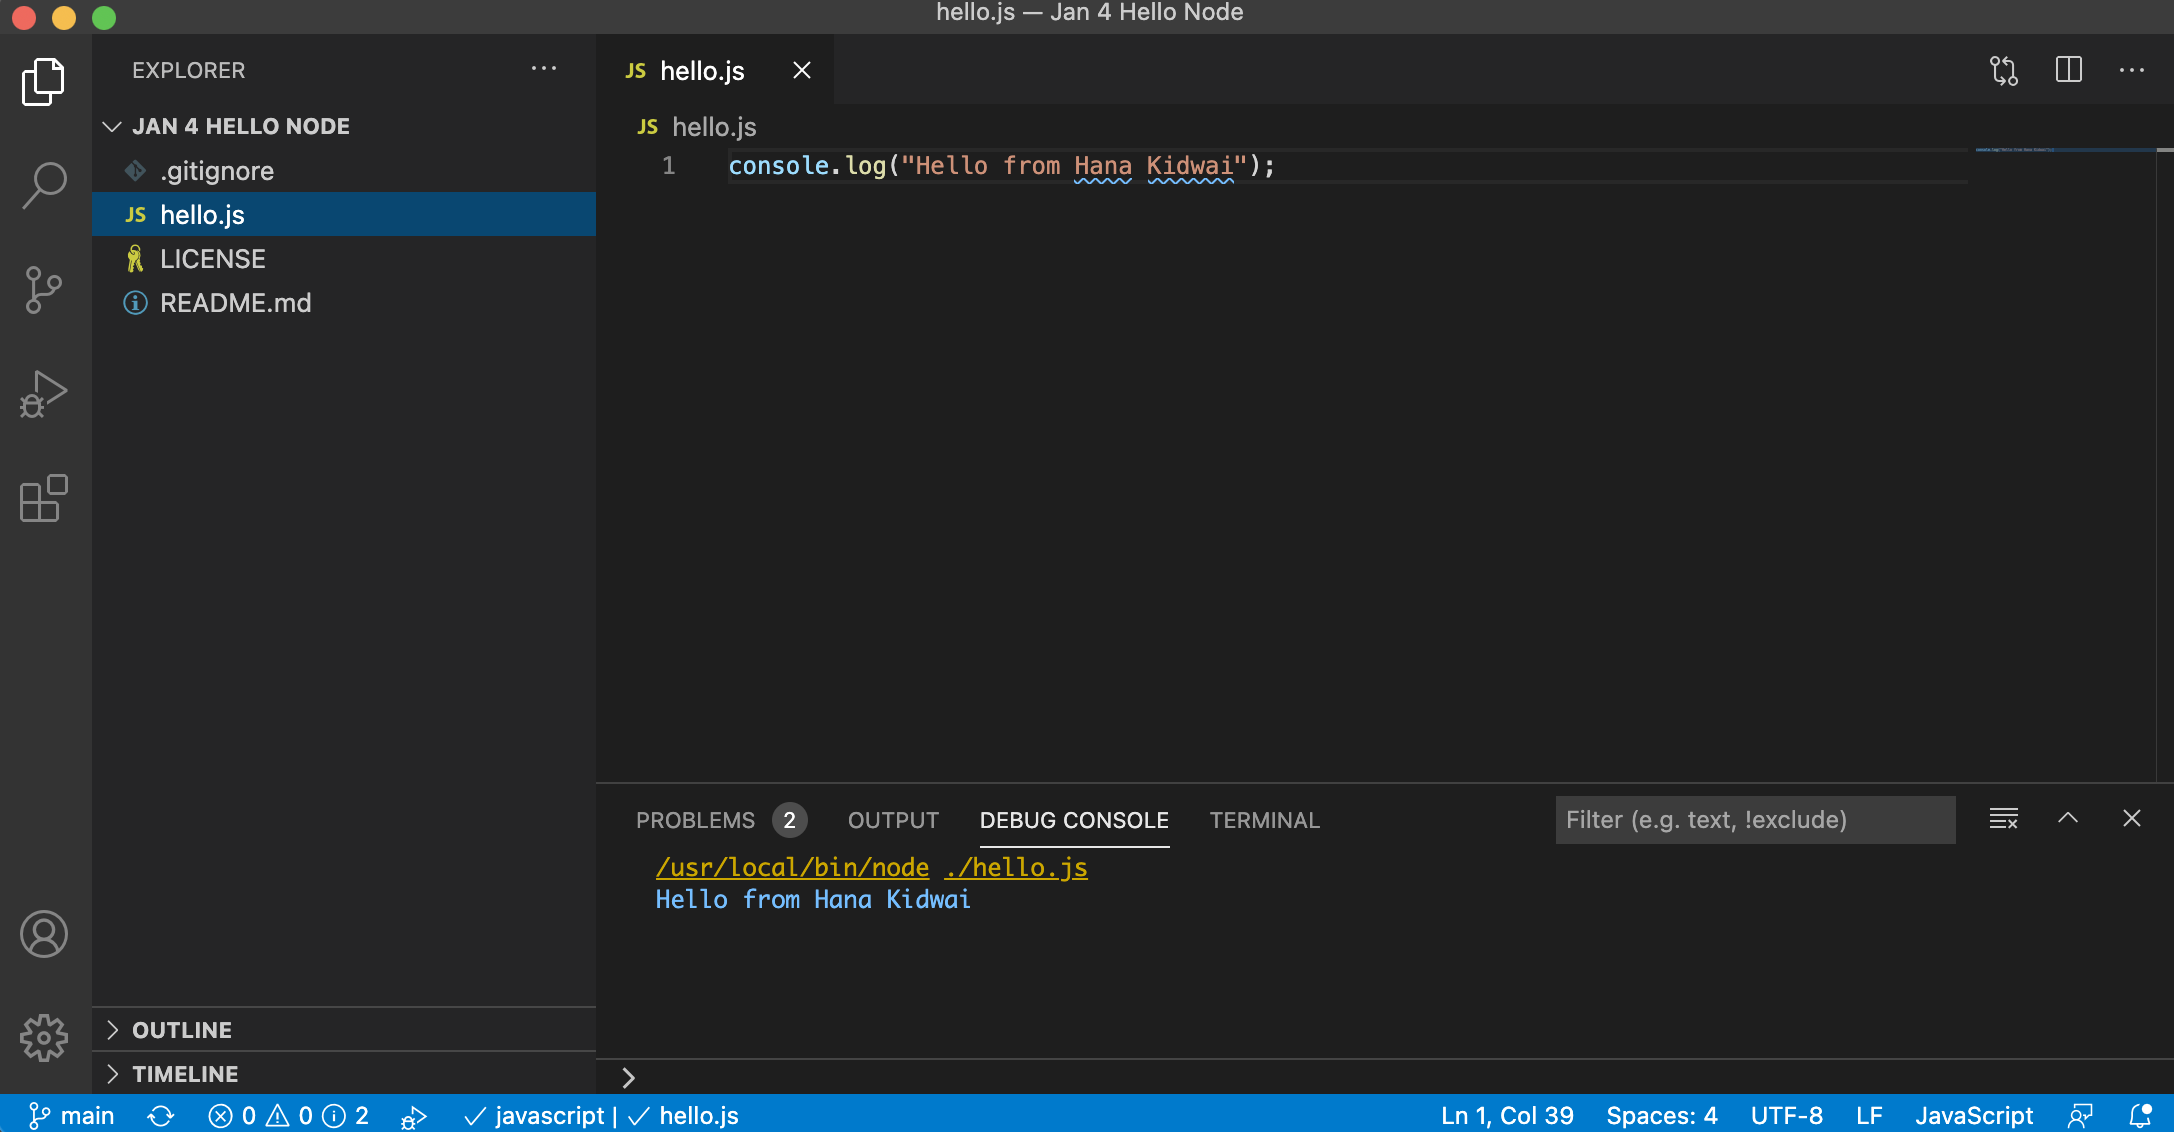 hello.js — Jan 4 Hello Node
EXPLORER
JAN 4 HELLO NODE
.gitignore
JS hello.js
LICENSE
README.md
OUTLINE
TIMELINE
JS hello.js
JS hello.js
1 console.log("Hello from Hana Kidwai");
PROBLEMS 2 OUTPUT DEBUG CONSOLE TERMINAL Filter (e.g. text, !exclude)
/usr/local/bin/node ./hello.js
Hello from Hana Kidwai
main 0 0 2 javascript | hello.js Ln 1, Col 39 Spaces: 4 UTF-8 LF JavaScript